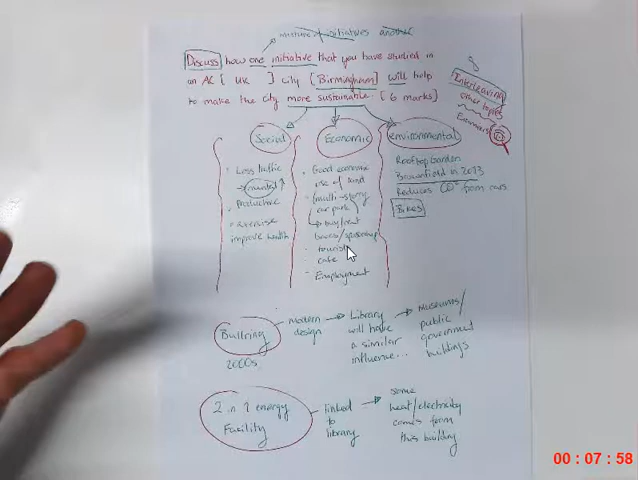 mixture of initiatives another
Discuss how one initiative that you have studied in
an AC [ UK ] city [Birmingham] will help
to make the city more sustainable. [6 marks]
Interleaving
other topics
Examiners
Social
Less traffic
mental
Productive
exercise
improve health
Economic
Good economic
use of land
(multi-storey
car park)
buy/rent
tourists
cafe
Employment
environmental
Rooftop garden
Brownfield in 2013
Reduces CO² from cars
Bikes
Bullring
2000s
modern
design
Library
will have
a similar
influence...
Museums/
public
government
buildings
2 in 1 energy
Facility
linked
to
library
some
heat/electricity
comes from
this building
00:07:58